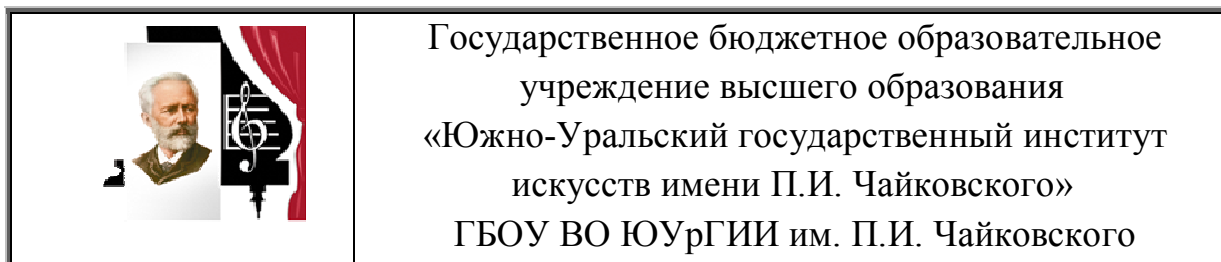 Государственное бюджетное образовательное
учреждение высшего образования
«Южно-Уральский государственный институт
искусств имени П.И. Чайковского»
ГБОУ ВО ЮУрГИИ им. П.И. Чайковского